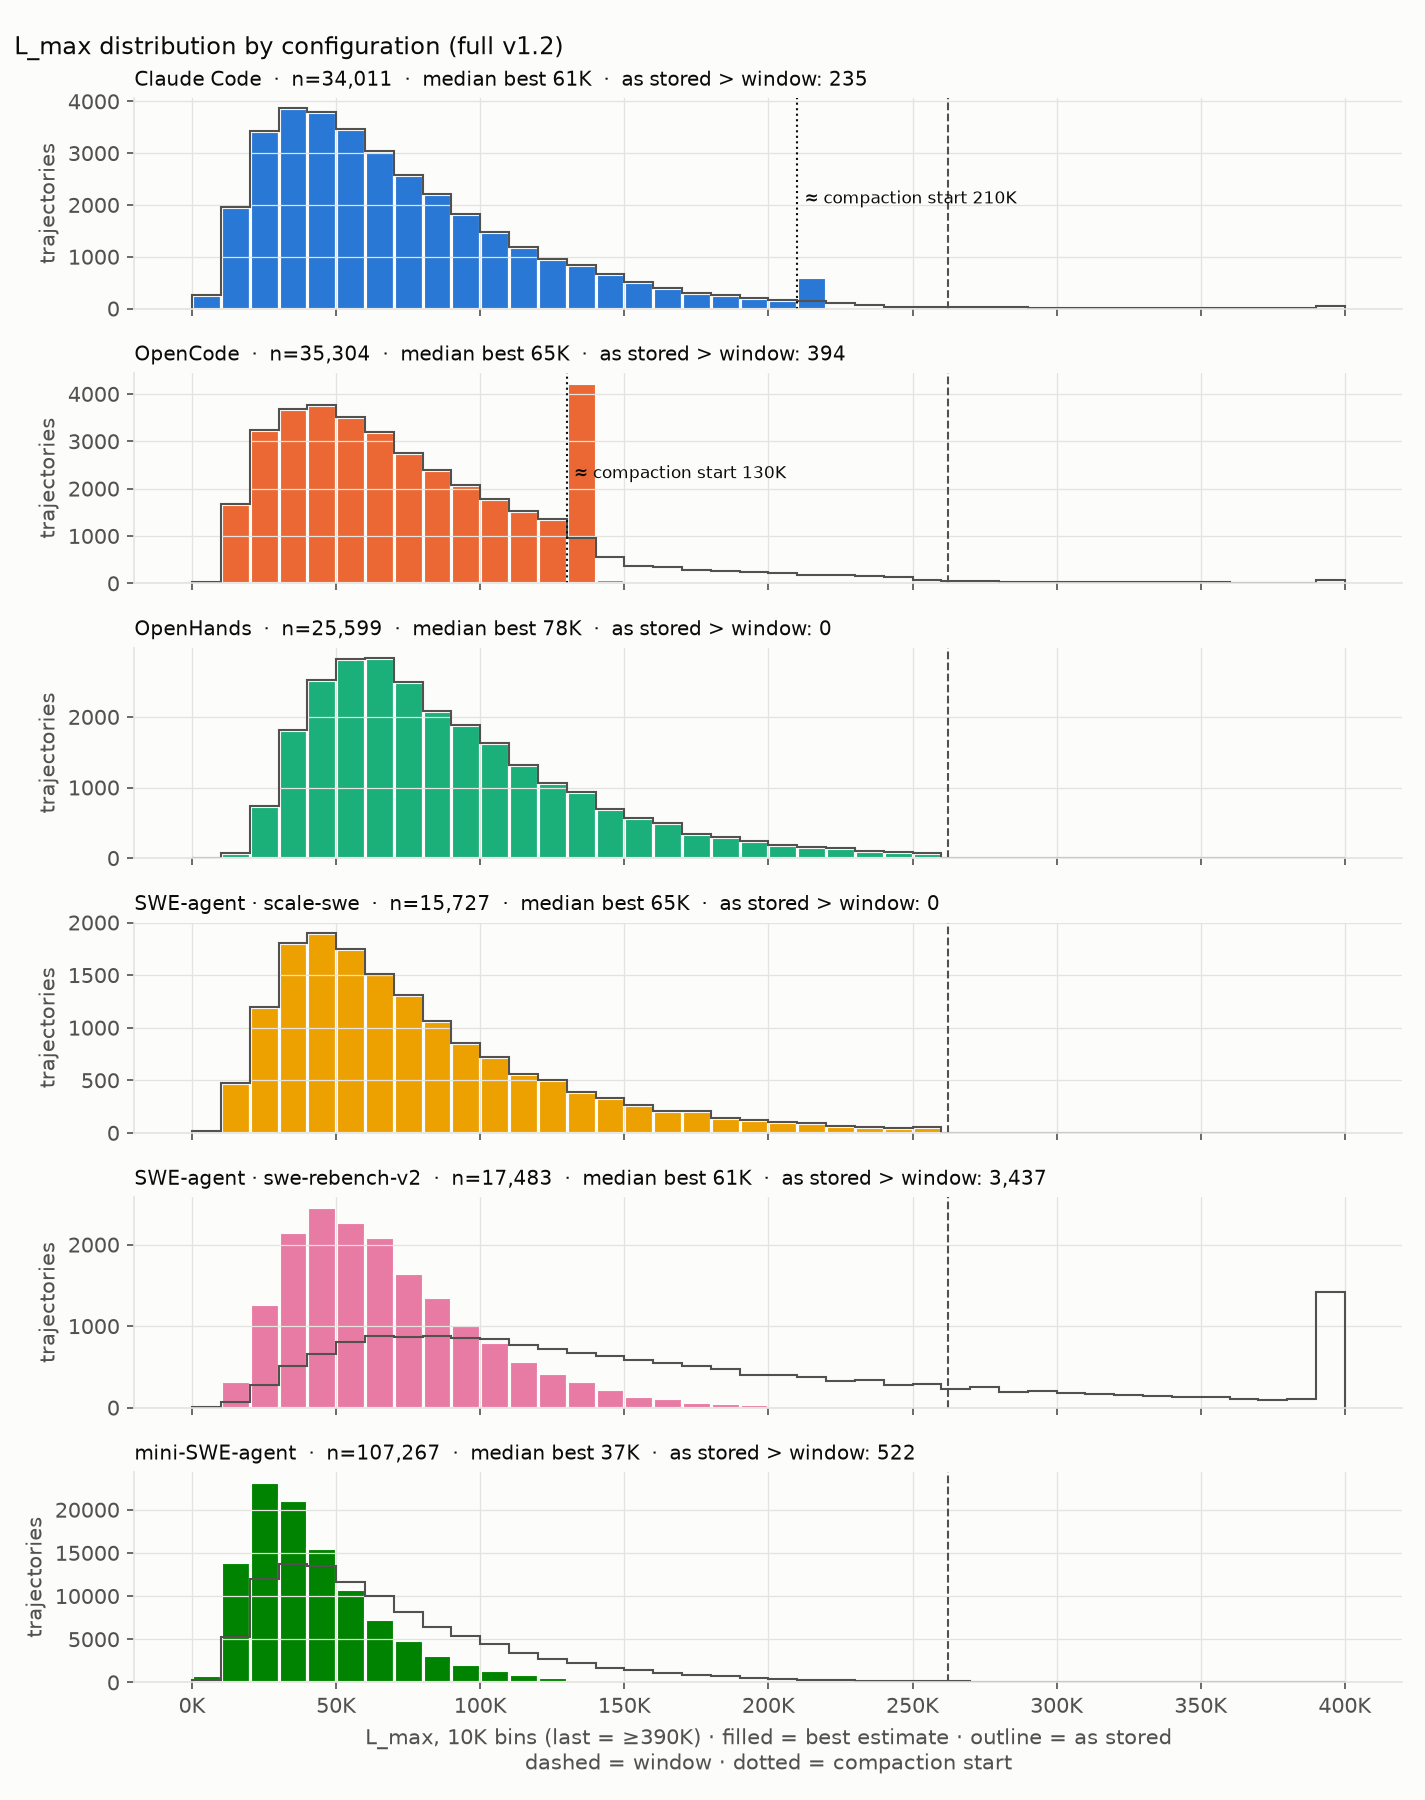 L_max distribution by configuration (full v1.2)
Claude Code · n=34,011 · median best 61K · as stored > window: 235
4000
3000
2000
1000
0
trajectories
≈ compaction start 210K
OpenCode · n=35,304 · median best 65K · as stored > window: 394
4000
3000
2000
1000
0
trajectories
≈ compaction start 130K
OpenHands · n=25,599 · median best 78K · as stored > window: 0
2000
1000
0
trajectories
SWE-agent · scale-swe · n=15,727 · median best 65K · as stored > window: 0
2000
1500
1000
500
0
trajectories
SWE-agent · swe-rebench-v2 · n=17,483 · median best 61K · as stored > window: 3,437
2000
1000
0
trajectories
mini-SWE-agent · n=107,267 · median best 37K · as stored > window: 522
20000
15000
10000
5000
0
trajectories
0K 50K 100K 150K 200K 250K 300K 350K 400K
L_max, 10K bins (last = ≥390K) · filled = best estimate · outline = as stored
dashed = window · dotted = compaction start